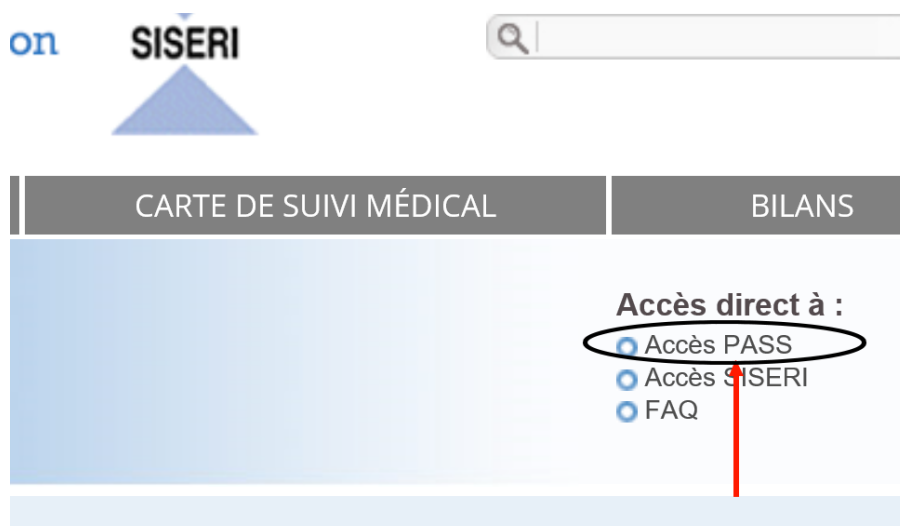 on
SISERI
CARTE DE SUIVI MÉDICAL
BILANS
Accès direct à :
Accès PASS
Accès SISERI
FAQ